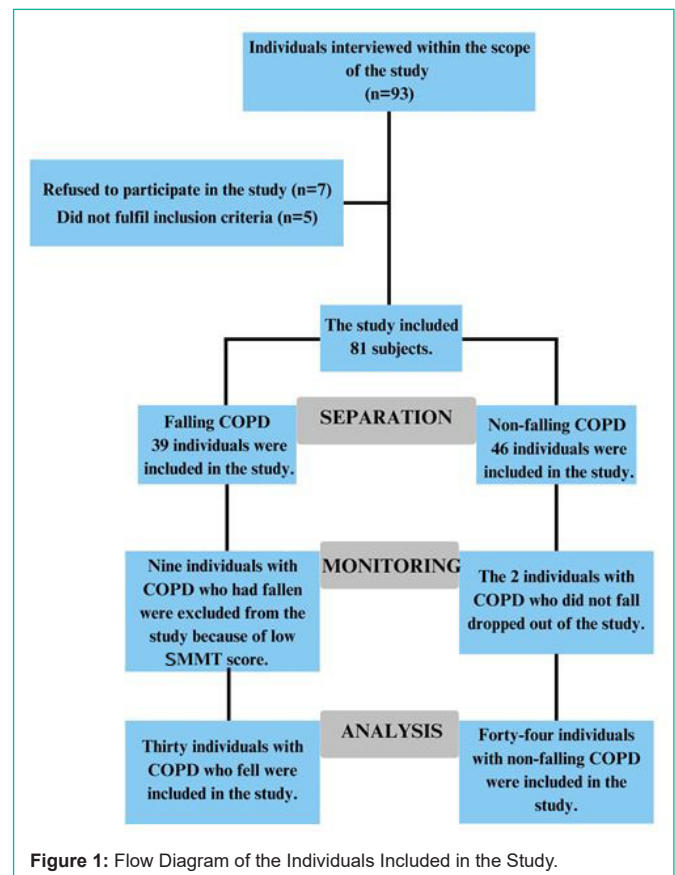 Individuals interviewed within the scope
of the study
(n=93)
Refused to participate in the study (n=7)
Did not fulfil inclusion criteria (n=5)
The study included
81 subjects.
SEPARATION
Falling COPD
39 individuals were
included in the study.
Non-falling COPD
46 individuals were
included in the study.
MONITORING
Nine individuals with
COPD who had fallen
were excluded from the
study because of low
SMMT score.
The 2 individuals with
COPD who did not fall
dropped out of the study.
ANALYSIS
Thirty individuals with
COPD who fell were
included in the study.
Forty-four individuals
with non-falling COPD
were included in the
study.
Figure 1: Flow Diagram of the Individuals Included in the Study.